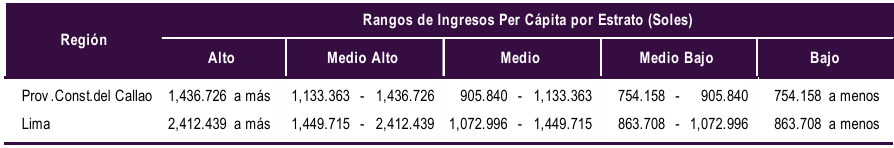 Región
Rangos de Ingresos Per Cápita por Estrato (Soles)
Alto Medio Alto Medio Medio Bajo Bajo
Prov.Const.del Callao 1,436.726 a más 1,133.363 - 1,436.726 905.840 - 1,133.363 754.158 - 905.840 754.158 a menos
Lima 2,412.439 a más 1,449.715 - 2,412.439 1,072.996 - 1,449.715 863.708 - 1,072.996 863.708 a menos